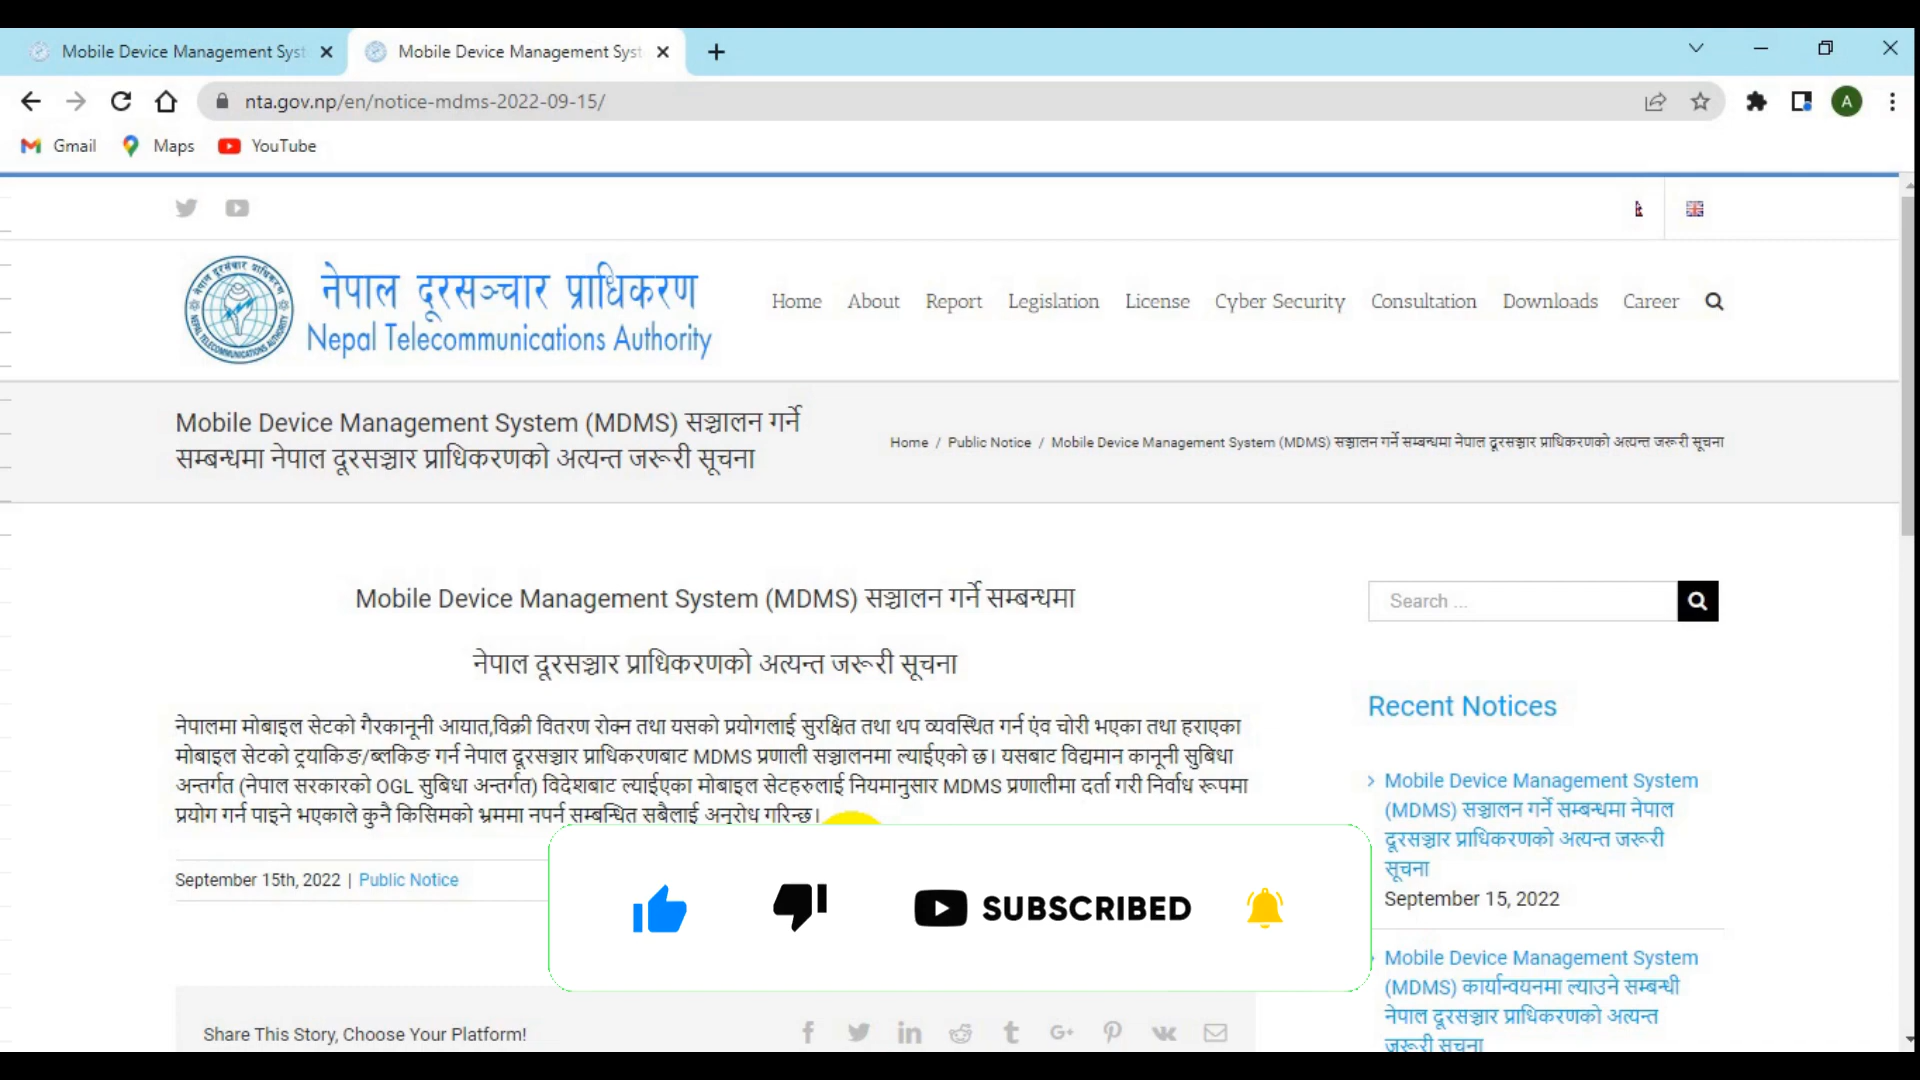 Mobile Device Management Syst
Mobile Device Management Syst
nta.gov.np/en/notice-mdms-2022-09-15/
A
Gmail
Maps
YouTube
नेपाल दूरसञ्चार प्राधिकरण
NEPAL TELECOMMUNICATIONS AUTHORITY
नेपाल दूरसञ्चार प्राधिकरण
Nepal Telecommunications Authority
Home About Report Legislation License Cyber Security Consultation Downloads Career
Mobile Device Management System (MDMS) सञ्चालन गर्ने
सम्बन्धमा नेपाल दूरसञ्चार प्राधिकरणको अत्यन्त जरूरी सूचना
Home / Public Notice / Mobile Device Management System (MDMS) सञ्चालन गर्ने सम्बन्धमा नेपाल दूरसञ्चार प्राधिकरणको अत्यन्त जरूरी सूचना
Mobile Device Management System (MDMS) सञ्चालन गर्ने सम्बन्धमा
नेपाल दूरसञ्चार प्राधिकरणको अत्यन्त जरूरी सूचना
नेपालमा मोबाइल सेटको गैरकानूनी आयात,विक्री वितरण रोक्न तथा यसको प्रयोगलाई सुरक्षित तथा थप व्यवस्थित गर्न एंव चोरी भएका तथा हराएका
मोबाइल सेटको ट्र्याकिङ/ब्लकिङ गर्न नेपाल दूरसञ्चार प्राधिकरणबाट MDMS प्रणाली सञ्चालनमा ल्याईएको छ। यसबाट विद्यमान कानूनी सुबिधा
अन्तर्गत (नेपाल सरकारको OGL सुबिधा अन्तर्गत) विदेशबाट ल्याईएका मोबाइल सेटहरुलाई नियमानुसार MDMS प्रणालीमा दर्ता गरी निर्वाध रूपमा
प्रयोग गर्न पाइने भएकाले कुनै किसिमको भ्रममा नपर्न सम्बन्धित सबैलाई अनुरोध गरिन्छ।
September 15th, 2022 | Public Notice
SUBSCRIBED
Share This Story, Choose Your Platform!
Search ...
Recent Notices
Mobile Device Management System
(MDMS) सञ्चालन गर्ने सम्बन्धमा नेपाल
दूरसञ्चार प्राधिकरणको अत्यन्त जरूरी
सूचना
September 15, 2022
Mobile Device Management System
(MDMS) कार्यान्वयनमा ल्याउने सम्बन्धी
नेपाल दूरसञ्चार प्राधिकरणको अत्यन्त
जरूरी सूचना